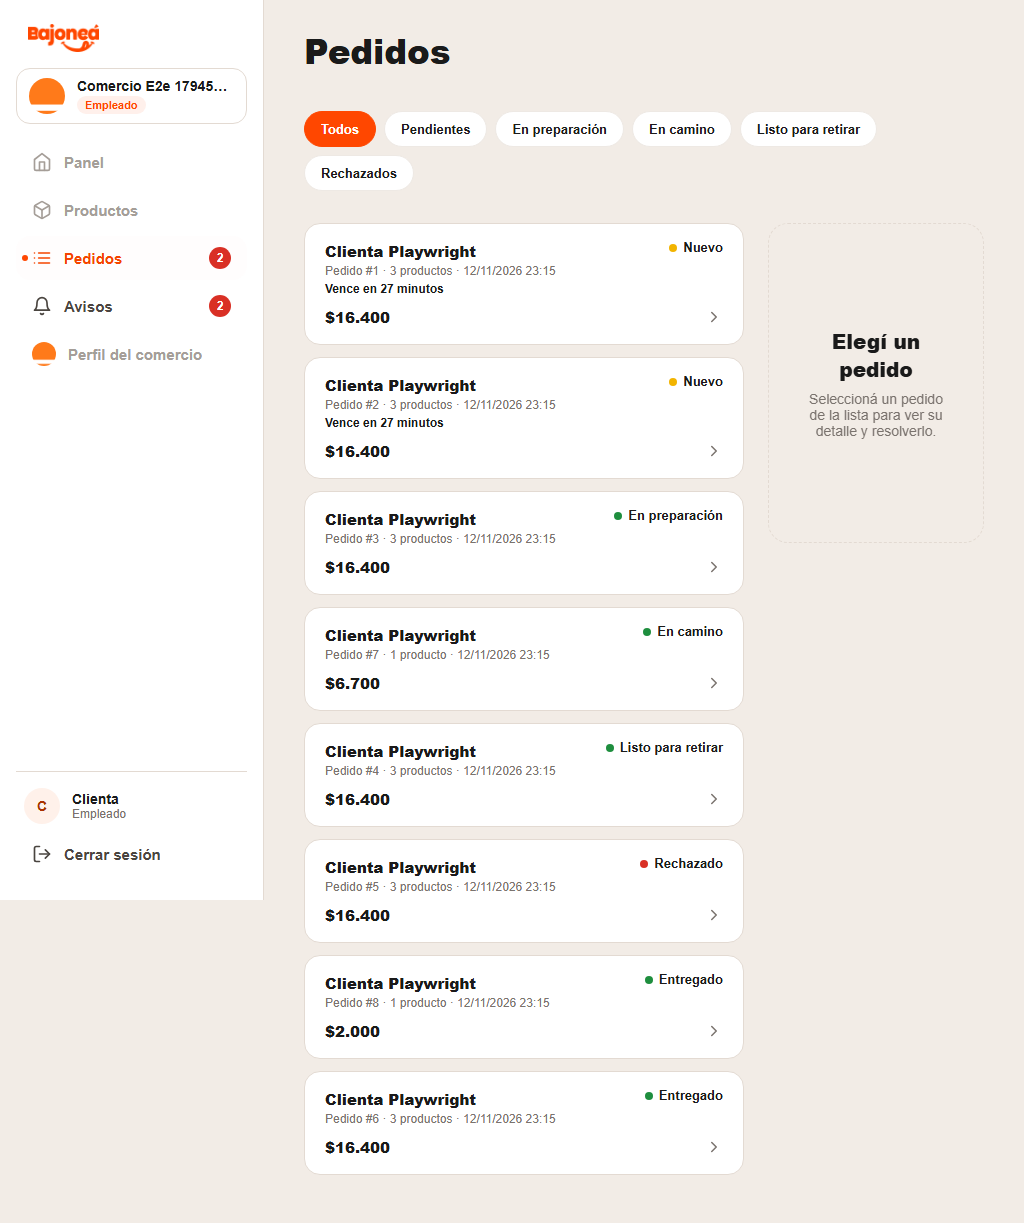 Bajoneá
Comercio E2e 17945...
Empleado
Panel
Productos
Pedidos 2
Avisos 2
Perfil del comercio
C
Clienta
Empleado
Cerrar sesión
Pedidos
Todos
Pendientes
En preparación
En camino
Listo para retirar
Rechazados
Clienta Playwright
Nuevo
Pedido #1 · 3 productos · 12/11/2026 23:15
Vence en 27 minutos
$16.400
Clienta Playwright
Nuevo
Pedido #2 · 3 productos · 12/11/2026 23:15
Vence en 27 minutos
$16.400
Clienta Playwright
En preparación
Pedido #3 · 3 productos · 12/11/2026 23:15
$16.400
Clienta Playwright
En camino
Pedido #7 · 1 producto · 12/11/2026 23:15
$6.700
Clienta Playwright
Listo para retirar
Pedido #4 · 3 productos · 12/11/2026 23:15
$16.400
Clienta Playwright
Rechazado
Pedido #5 · 3 productos · 12/11/2026 23:15
$16.400
Clienta Playwright
Entregado
Pedido #8 · 1 producto · 12/11/2026 23:15
$2.000
Clienta Playwright
Entregado
Pedido #6 · 3 productos · 12/11/2026 23:15
$16.400
Elegí un
pedido
Seleccioná un pedido
de la lista para ver su
detalle y resolverlo.